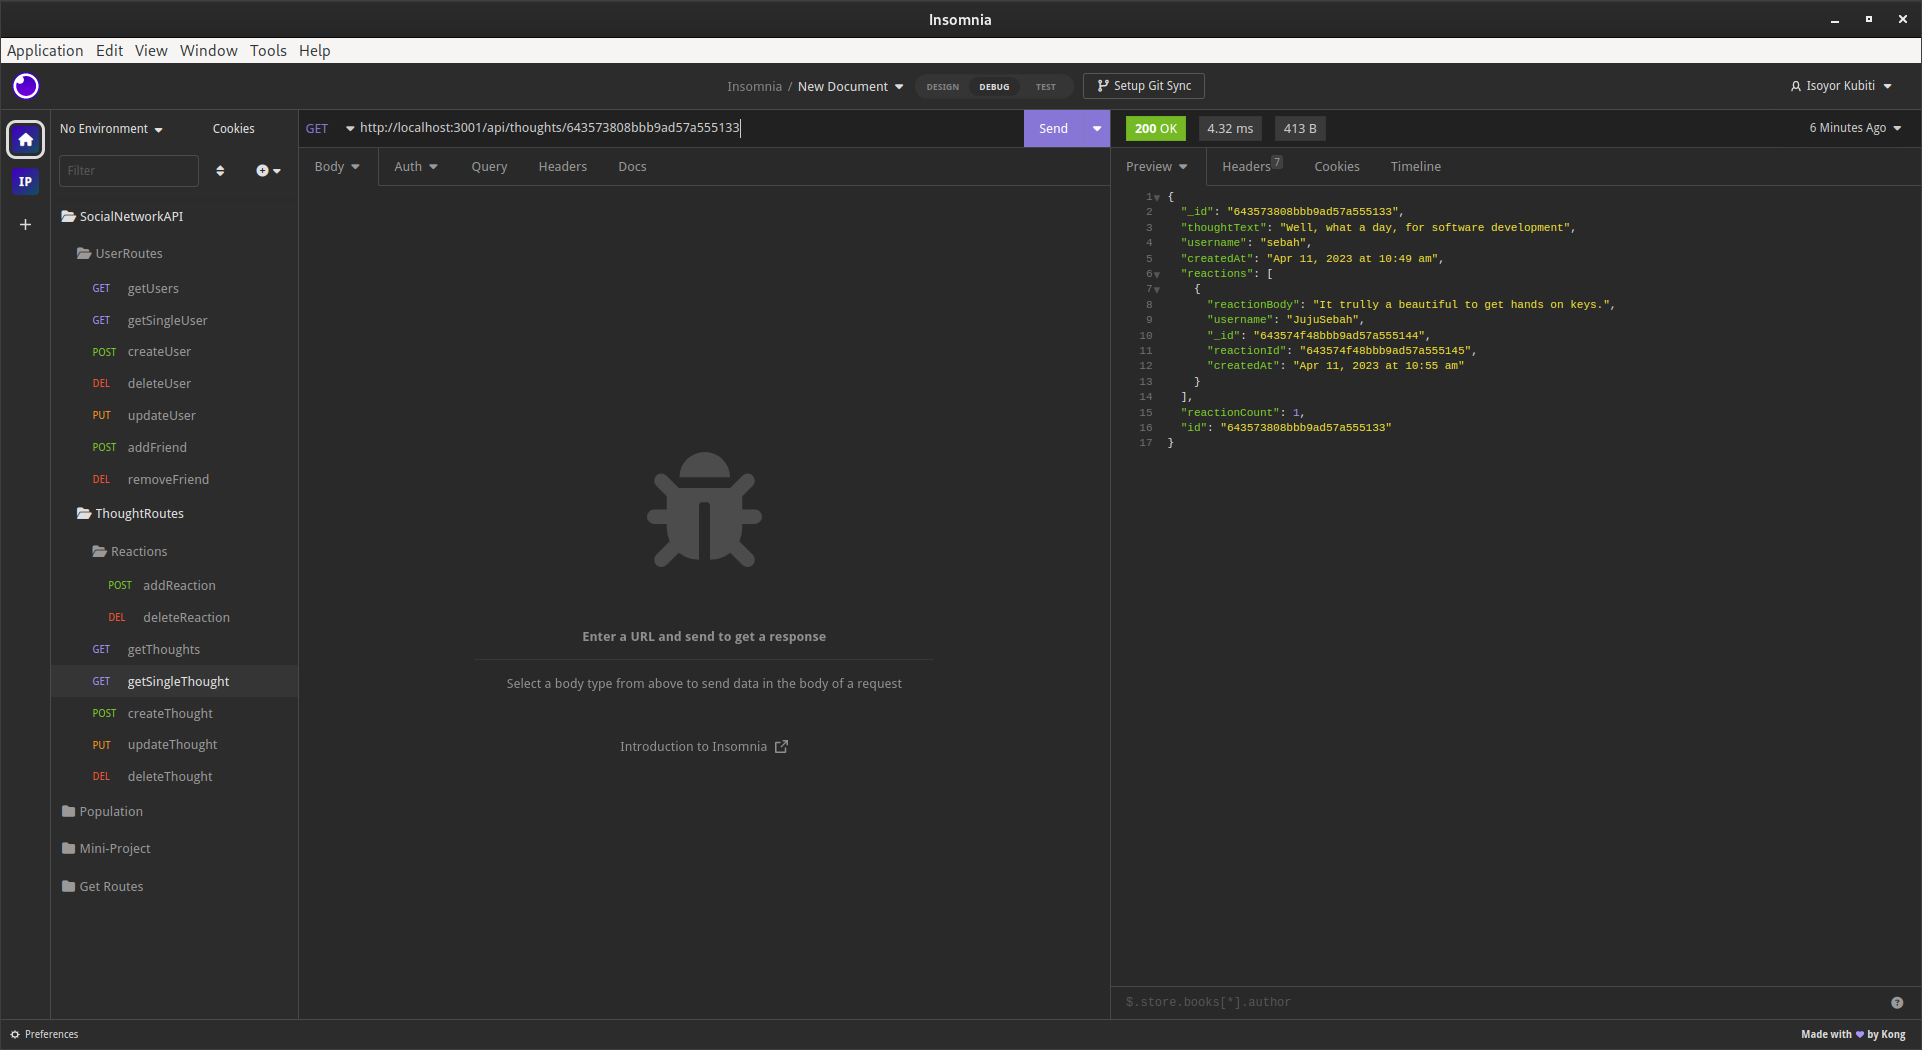 Insomnia
Application Edit View Window Tools Help
Insomnia / New Document DESIGN DEBUG TEST Setup Git Sync Isoyor Kubiti
No Environment Cookies
Filter
IP
SocialNetworkAPI
UserRoutes
GET getUsers
GET getSingleUser
POST createUser
DEL deleteUser
PUT updateUser
POST addFriend
DEL removeFriend
ThoughtRoutes
Reactions
POST addReaction
DEL deleteReaction
GET getThoughts
GET getSingleThought
POST createThought
PUT updateThought
DEL deleteThought
Population
Mini-Project
Get Routes
GET http://localhost:3001/api/thoughts/643573808bbb9ad57a555133 Send
Body Auth Query Headers Docs
Enter a URL and send to get a response
Select a body type from above to send data in the body of a request
Introduction to Insomnia
200 OK 4.32 ms 413 B 6 Minutes Ago
Preview Headers 7 Cookies Timeline
1 {
2 "_id": "643573808bbb9ad57a555133",
3 "thoughtText": "Well, what a day, for software development",
4 "username": "sebah",
5 "createdAt": "Apr 11, 2023 at 10:49 am",
6 "reactions": [
7 {
8 "reactionBody": "It trully a beautiful to get hands on keys.",
9 "username": "JujuSebah",
10 "_id": "643574f48bbb9ad57a555144",
11 "reactionId": "643574f48bbb9ad57a555145",
12 "createdAt": "Apr 11, 2023 at 10:55 am"
13 }
14 ],
15 "reactionCount": 1,
16 "id": "643573808bbb9ad57a555133"
17 }
$.store.books[*].author
Preferences
Made with by Kong